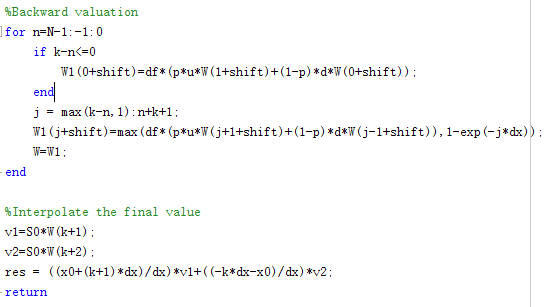 %Backward valuation
for n=N-1:-1:0
if k-n<=0
W1(0+shift)=df*(p*u*W(1+shift)+(1-p)*d*W(0+shift));
end
j = max(k-n,1):n+k+1;
W1(j+shift)=max(df*(p*u*W(j+1+shift)+(1-p)*d*W(j-1+shift)),1-exp(-j*dx));
W=W1;
end
%Interpolate the final value
v1=S0*W(k+1);
v2=S0*W(k+2);
res = ((x0+(k+1)*dx)/dx)*v1+((-k*dx-x0)/dx)*v2;
return